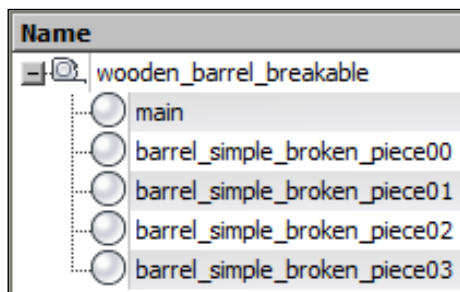 Name
wooden_barrel_breakable
main
barrel_simple_broken_piece00
barrel_simple_broken_piece01
barrel_simple_broken_piece02
barrel_simple_broken_piece03